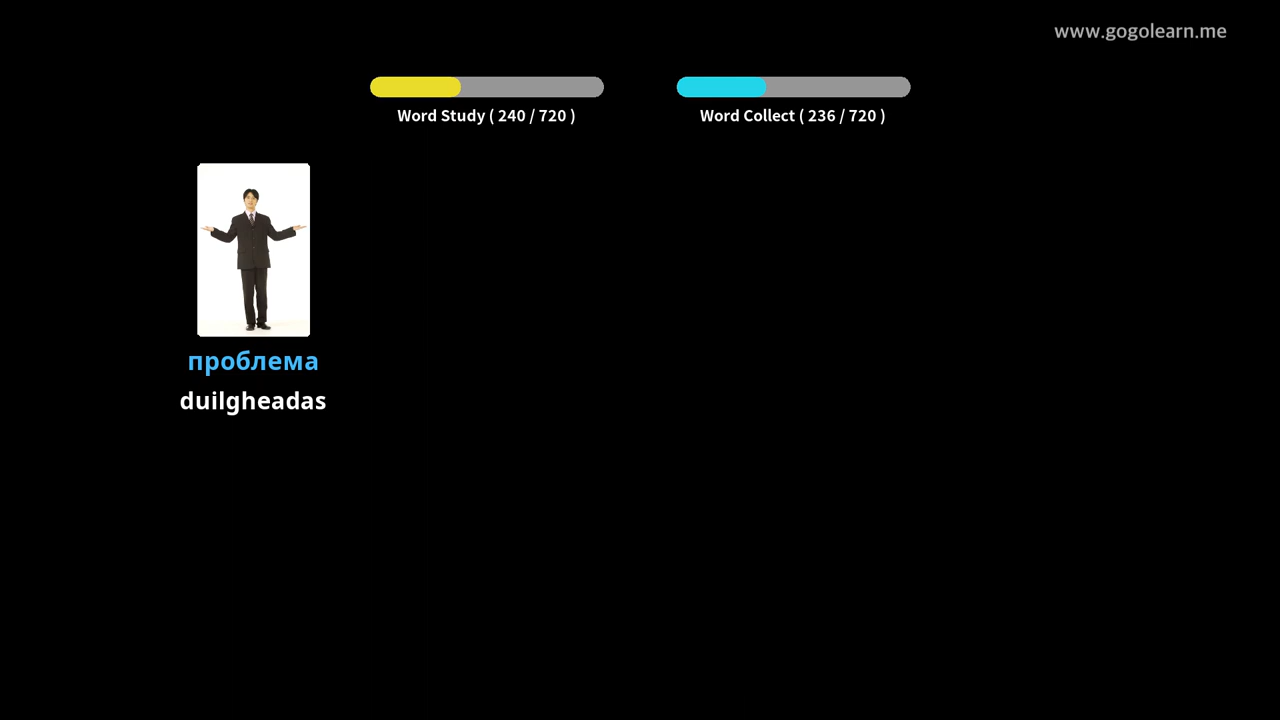 www.gogolearn.me
Word Study ( 240 / 720 )
Word Collect ( 236 / 720 )
проблема
duilgheadas